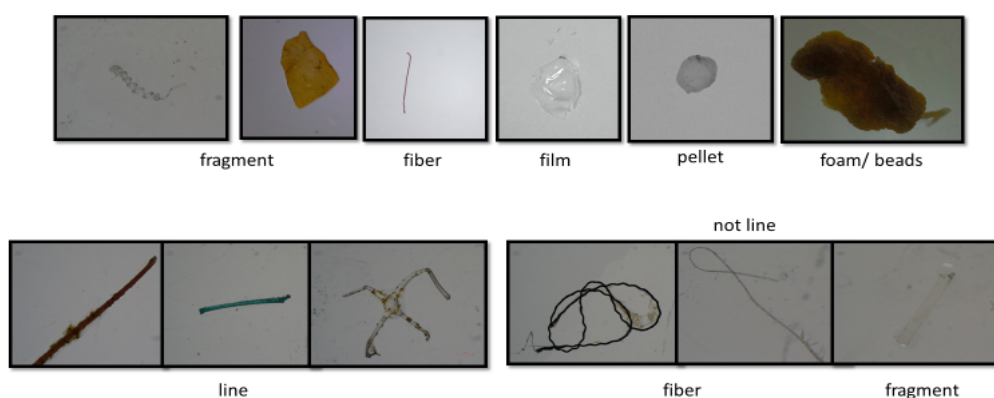 fragment
fiber
film
pellet
foam/ beads
not line
line
fiber
fragment